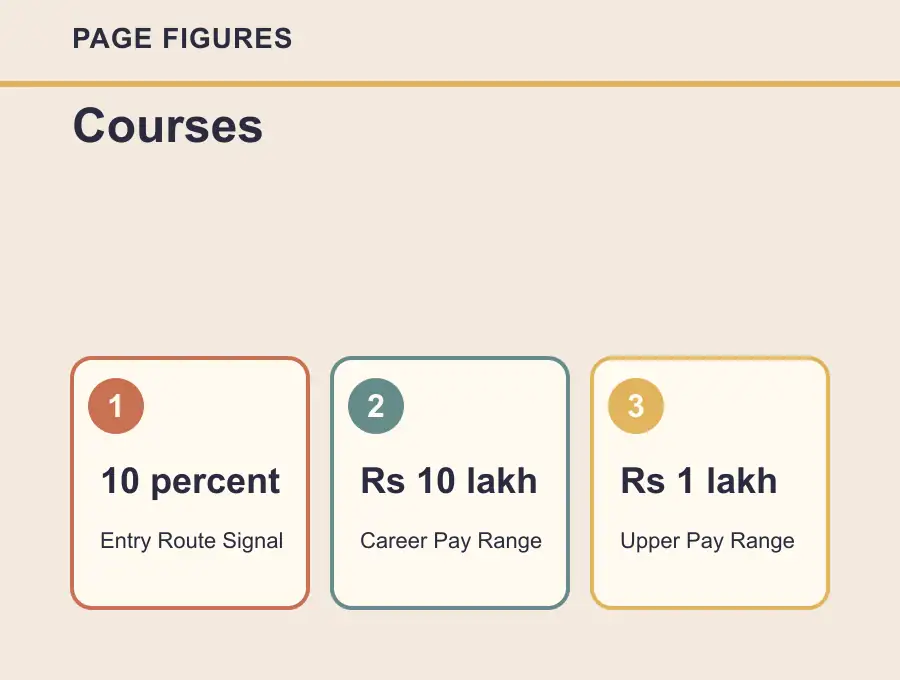 PAGE FIGURES
Courses
1
10 percent
Entry Route Signal
2
Rs 10 lakh
Career Pay Range
3
Rs 1 lakh
Upper Pay Range